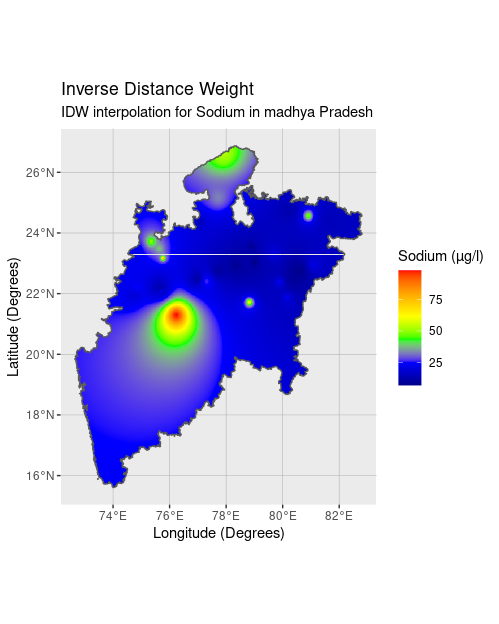 Inverse Distance Weight
IDW interpolation for Sodium in madhya Pradesh
26°N
24°N
22°N
20°N
18°N
16°N
Latitude (Degrees)
74°E 76°E 78°E 80°E 82°E
Longitude (Degrees)
Sodium (µg/l)
75
50
25